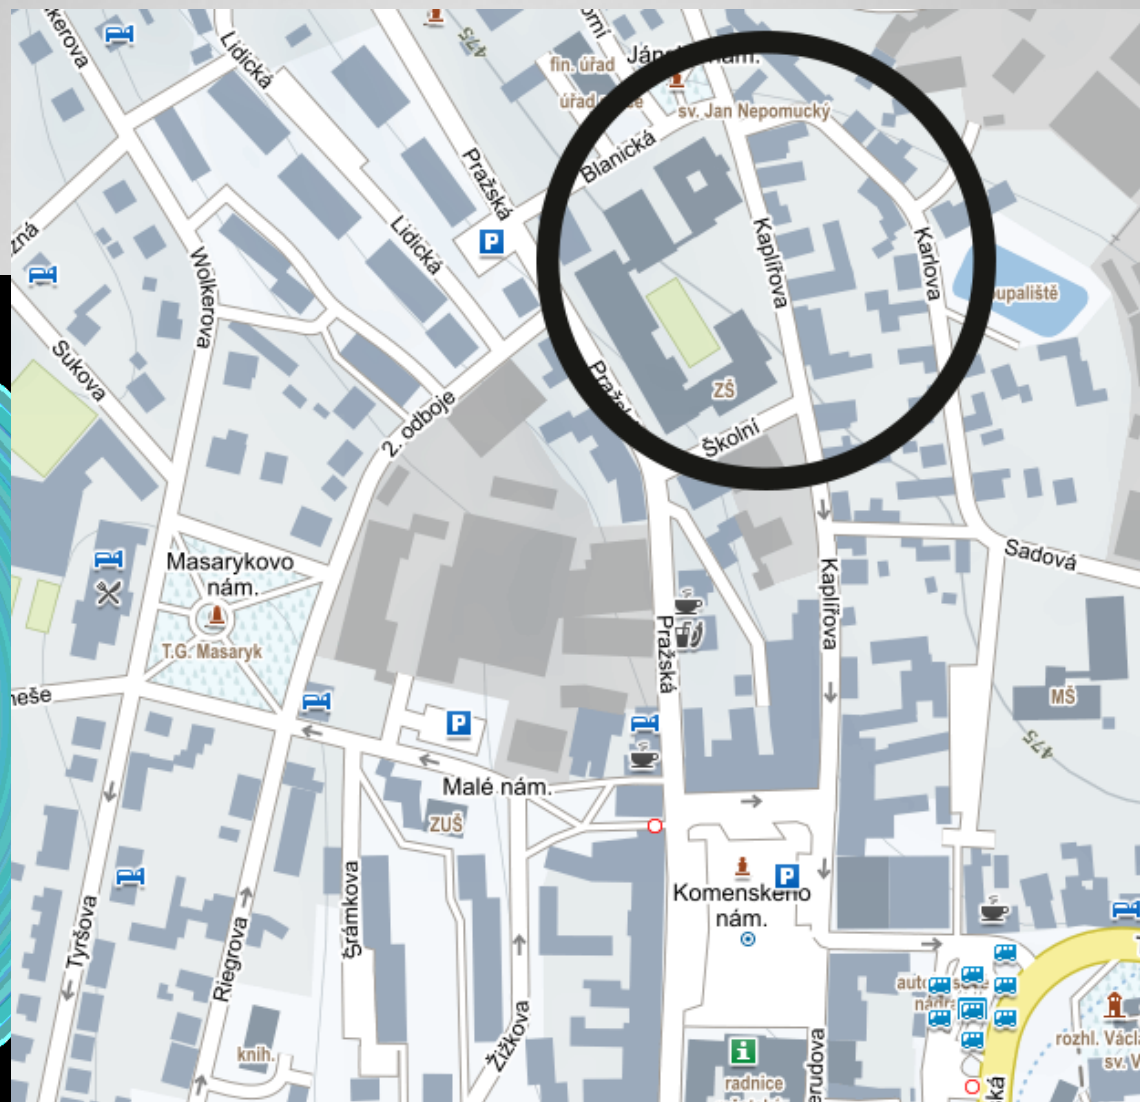 Lidická
475
fin. úřad
sv. Jan Nepomucký
Blanická
Pražská
Lidická
Wolkerova
Kaplířova
Karlova
Sukova
2. odboje
ZŠ
Školní
Masarykovo
nám.
T.G. Masaryk
Sadová
Kaplířova
Pražská
MŠ
475
P
P
Malé nám.
ZUŠ
P
Komenského
nám.
Tyršova
Riegrova
Šrámkova
Žižkova
knih.
i
radnice